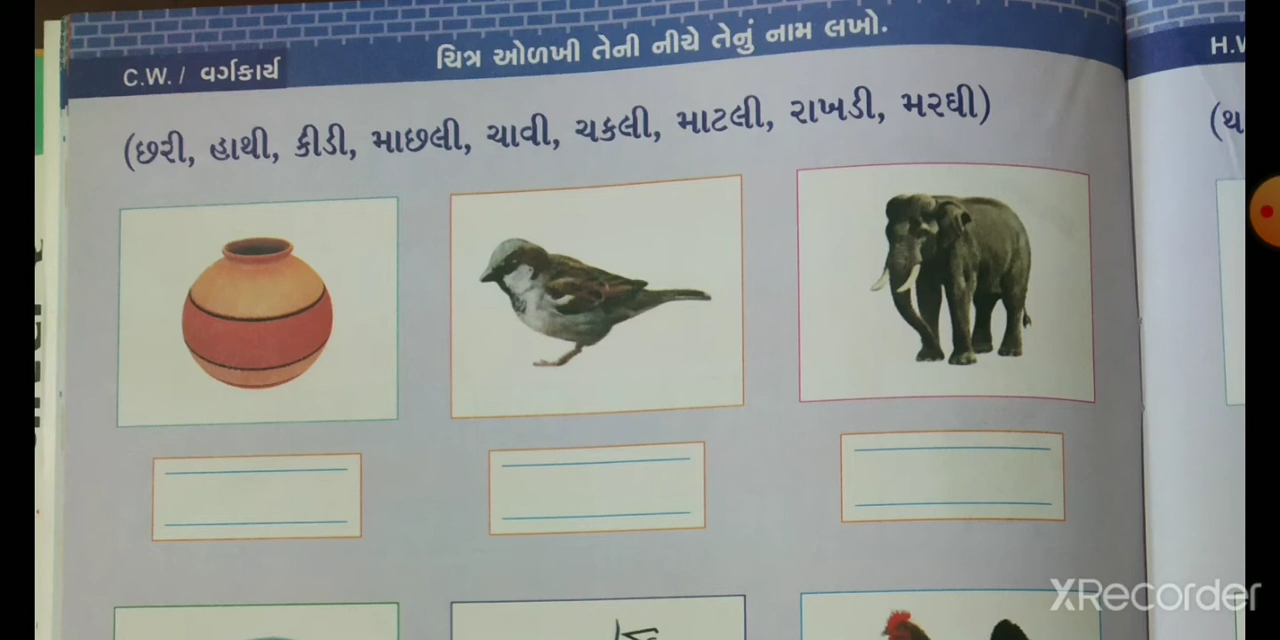 ચિત્ર ઓળખી તેની નીચે તેનું નામ લખો.
C.W. / વર્ગકાર્ય
(છરી, હાથી, કીડી, માછલી, ચાવી, ચકલી, માટલી, રાખડી, મરઘી)
(થ
XRecorder